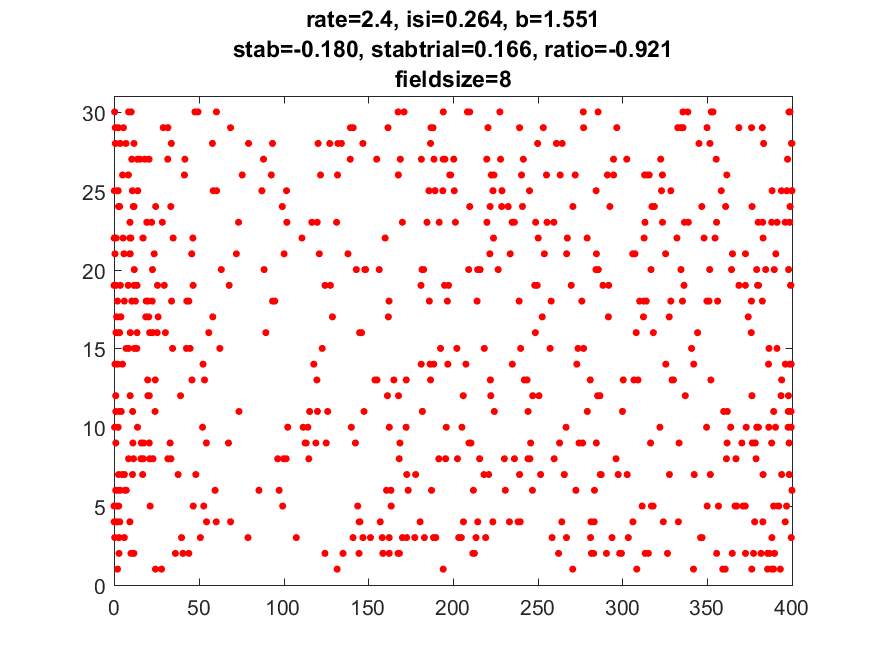 rate=2.4, isi=0.264, b=1.551
stab=-0.180, stabtrial=0.166, ratio=-0.921
fieldsize=8
30
25
20
15
10
5
0
0 50 100 150 200 250 300 350 400